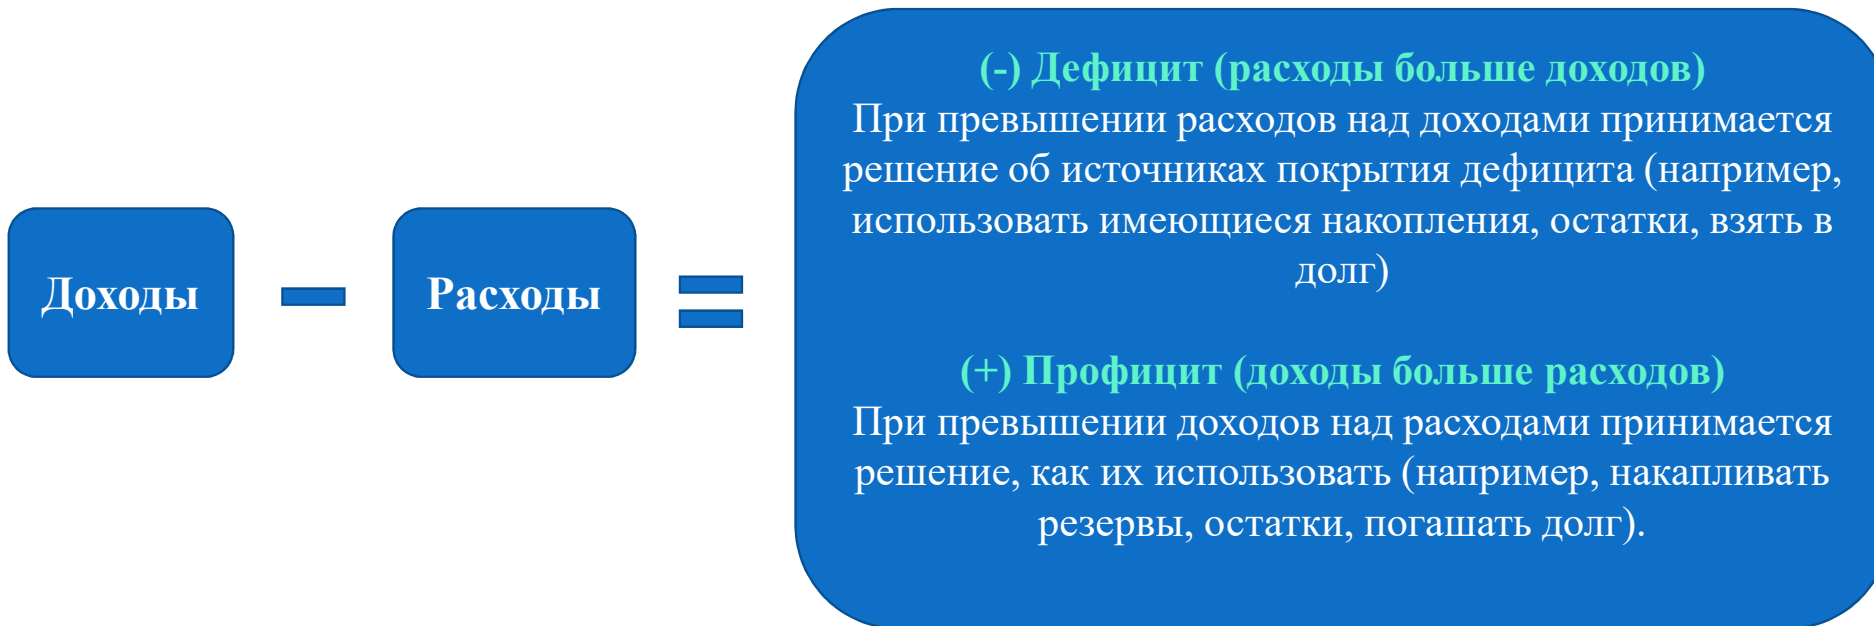 Доходы
Расходы
(-) Дефицит (расходы больше доходов)
При превышении расходов над доходами принимается
решение об источниках покрытия дефицита (например,
использовать имеющиеся накопления, остатки, взять в
долг)
(+) Профицит (доходы больше расходов)
При превышении доходов над расходами принимается
решение, как их использовать (например, накапливать
резервы, остатки, погашать долг).